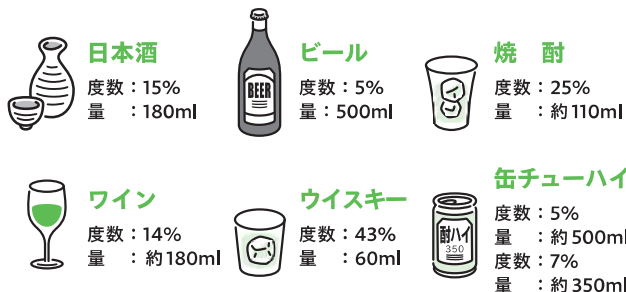 日本酒
度数：15%
量　：180ml
ビール
度数：5%
量　：500ml
BEER
焼　酎
度数：25%
量　：約110ml
ワイン
度数：14%
量　：約180ml
ウイスキー
度数：43%
量　：60ml
缶チューハイ
度数：5%
量　：約500ml
度数：7%
量　：約350ml
酎ハイ
350